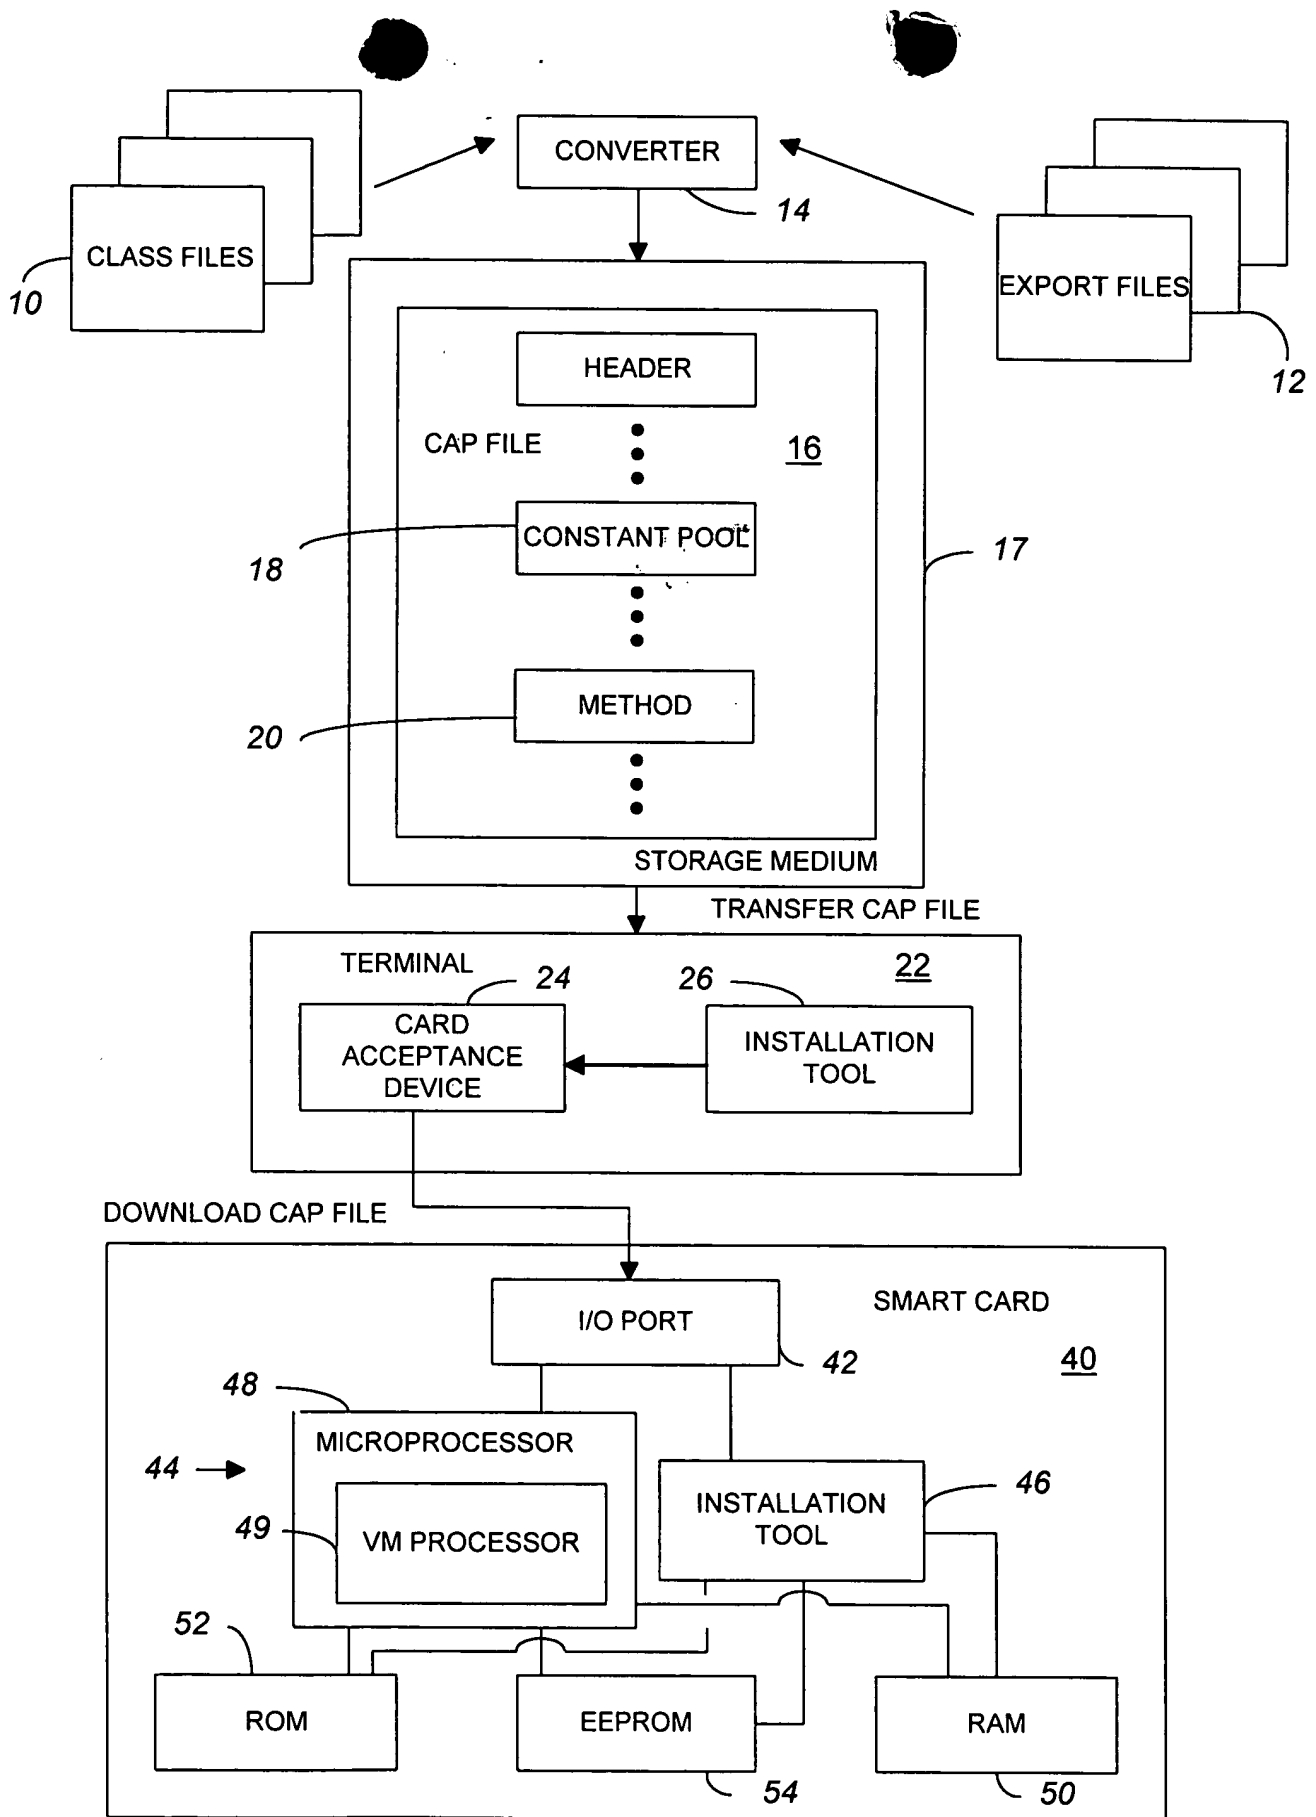 CONVERTER
14
CLASS FILES
10
EXPORT FILES
12
HEADER
CAP FILE
16
CONSTANT POOL
18
17
METHOD
20
STORAGE MEDIUM
TRANSFER CAP FILE
TERMINAL
24
26
22
CARD
ACCEPTANCE
DEVICE
INSTALLATION
TOOL
DOWNLOAD CAP FILE
I/O PORT
SMART CARD
42
40
48
MICROPROCESSOR
44
46
INSTALLATION
TOOL
49
VM PROCESSOR
52
ROM
EEPROM
RAM
54
50